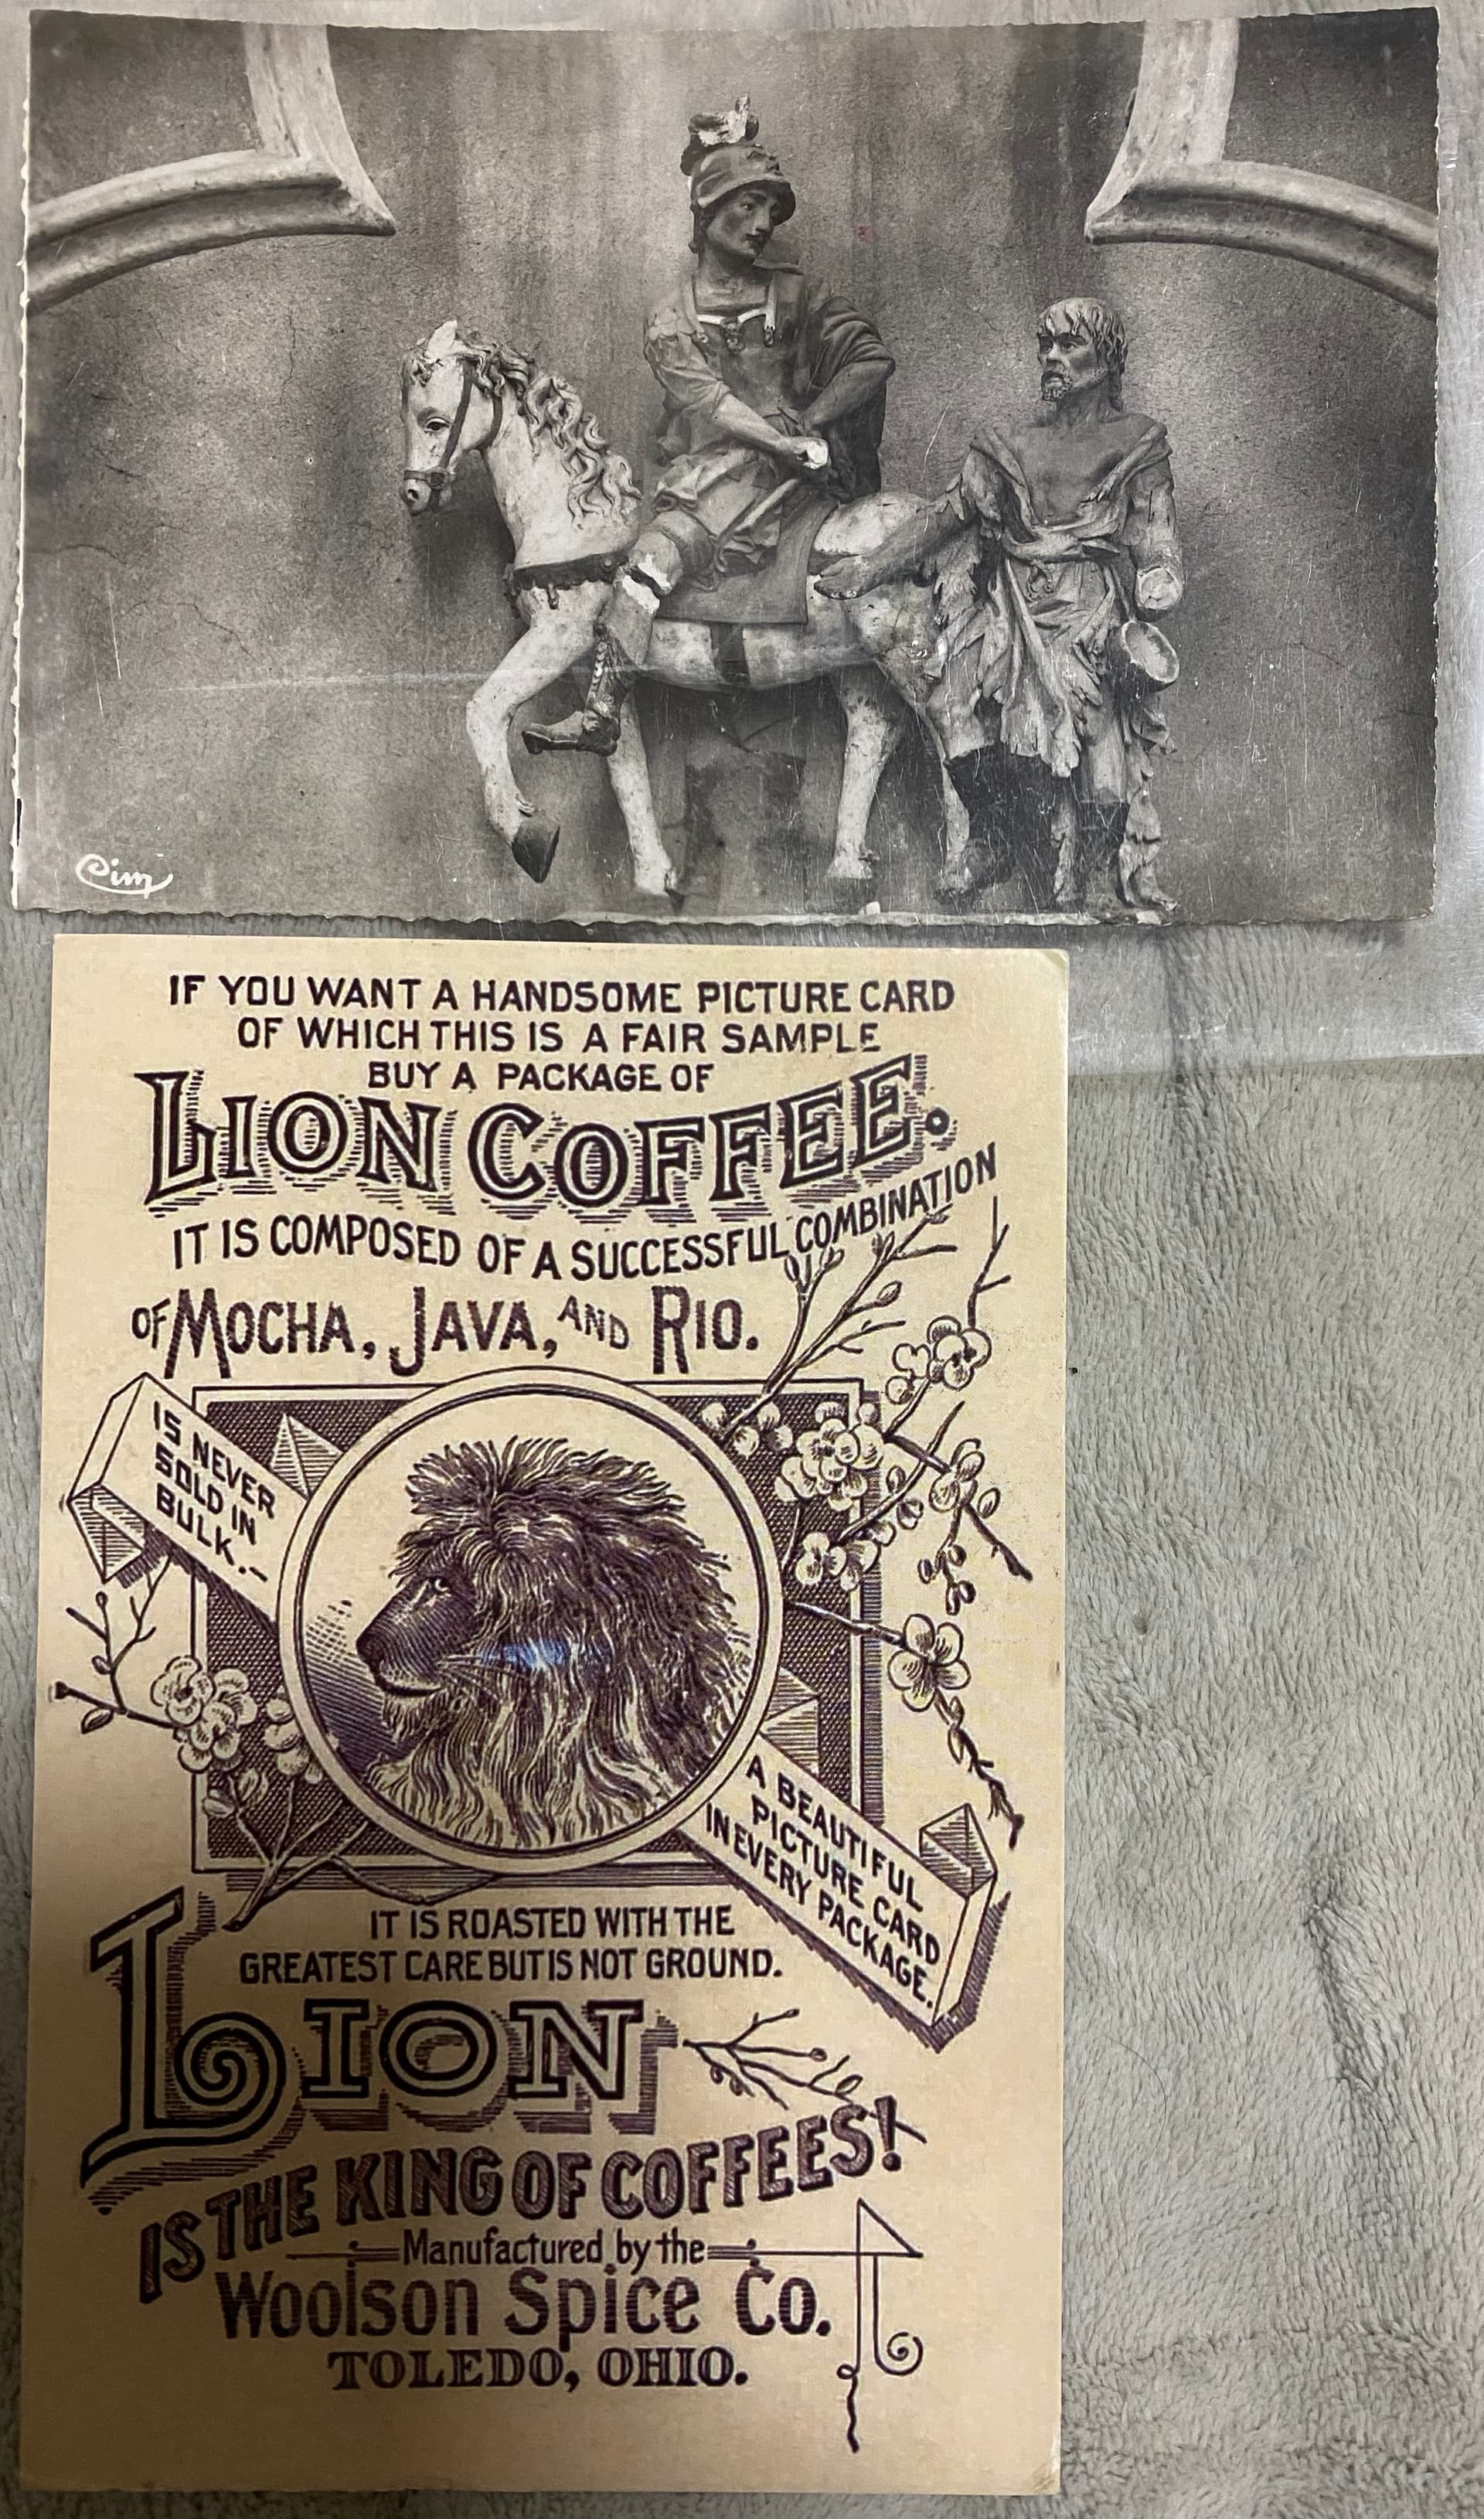 Cim
IF YOU WANT A HANDSOME PICTURE CARD
OF WHICH THIS IS A FAIR SAMPLE
BUY A PACKAGE OF
LION COFFEE.
IT IS COMPOSED OF A SUCCESSFUL COMBINATION
OF MOCHA, JAVA, AND RIO.
IS NEVER
SOLD IN
BULK.-
A BEAUTIFUL
PICTURE CARD
IN EVERY PACKAGE.
IT IS ROASTED WITH THE
GREATEST CARE BUT IS NOT GROUND.
LION
IS THE KING OF COFFEES!
Manufactured by the
Woolson Spice Co.
TOLEDO, OHIO.